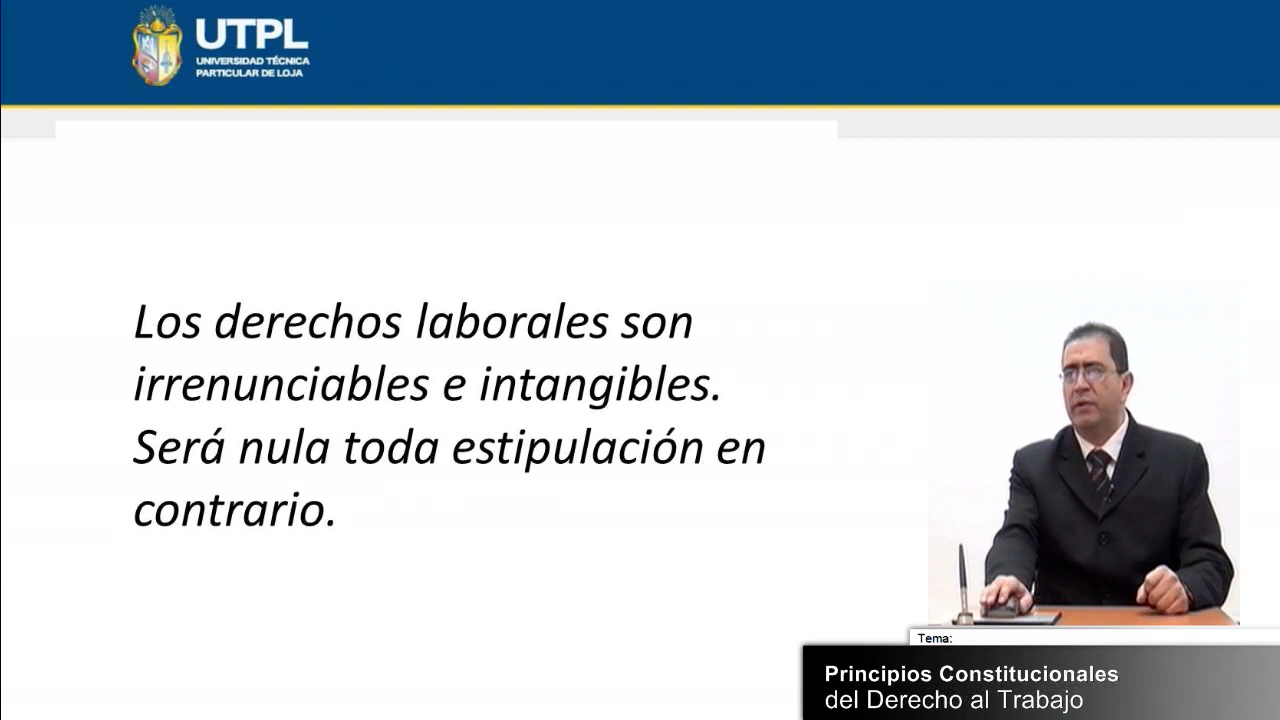 UTPL
UNIVERSIDAD TÉCNICA
PARTICULAR DE LOJA
Los derechos laborales son
irrenunciables e intangibles.
Será nula toda estipulación en
contrario.
Tema:
Principios Constitucionales
del Derecho al Trabajo